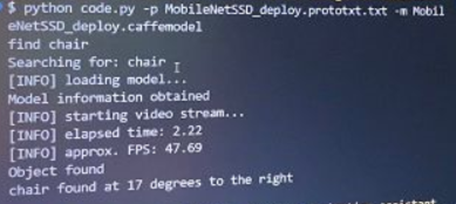 $ python code.py -p MobileNetSSD_deploy.prototxt.txt -m Mobil
eNetSSD_deploy.caffemodel
find chair
Searching for: chair
[INFO] loading model...
Model information obtained
[INFO] starting video stream...
[INFO] elapsed time: 2.22
[INFO] approx. FPS: 47.69
Object found
chair found at 17 degrees to the right